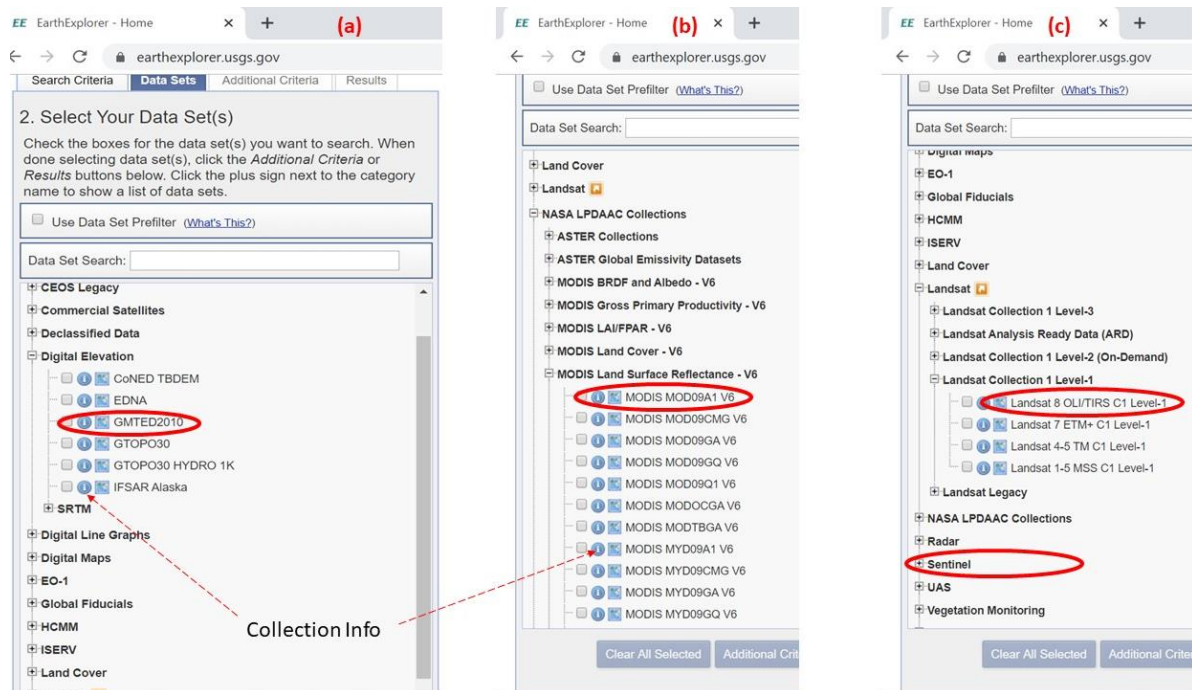 EE EarthExplorer - Home × + (a)
earthexplorer.usgs.gov
Search Criteria Data Sets Additional Criteria Results
2. Select Your Data Set(s)
Check the boxes for the data set(s) you want to search. When
done selecting data set(s), click the Additional Criteria or
Results buttons below. Click the plus sign next to the category
name to show a list of data sets.
Use Data Set Prefilter (What's This?)
Data Set Search:
CEOS Legacy
Commercial Satellites
Declassified Data
Digital Elevation
CoNED TBDEM
EDNA
GMTED2010
GTOPO30
GTOPO30 HYDRO 1K
IFSAR Alaska
SRTM
Digital Line Graphs
Digital Maps
EO-1
Global Fiducials
HCMM
ISERV
Land Cover
Collection Info
EE EarthExplorer - Home (b) × +
earthexplorer.usgs.gov
Use Data Set Prefilter (What's This?)
Data Set Search:
Land Cover
Landsat
NASA LPDAAC Collections
ASTER Collections
ASTER Global Emissivity Datasets
MODIS BRDF and Albedo - V6
MODIS Gross Primary Productivity - V6
MODIS LAI/FPAR - V6
MODIS Land Cover - V6
MODIS Land Surface Reflectance - V6
MODIS MOD09A1 V6
MODIS MOD09CMG V6
MODIS MOD09GA V6
MODIS MOD09GQ V6
MODIS MOD09Q1 V6
MODIS MODOCGA V6
MODIS MODTBGA V6
MODIS MYD09A1 V6
MODIS MYD09CMG V6
MODIS MYD09GA V6
MODIS MYD09GQ V6
Clear All Selected Additional Crit
EE EarthExplorer - Home (c) × +
earthexplorer.usgs.gov
Use Data Set Prefilter (What's This?)
Data Set Search:
Digital Maps
EO-1
Global Fiducials
HCMM
ISERV
Land Cover
Landsat
Landsat Collection 1 Level-3
Landsat Analysis Ready Data (ARD)
Landsat Collection 1 Level-2 (On-Demand)
Landsat Collection 1 Level-1
Landsat 8 OLI/TIRS C1 Level-1
Landsat 7 ETM+ C1 Level-1
Landsat 4-5 TM C1 Level-1
Landsat 1-5 MSS C1 Level-1
Landsat Legacy
NASA LPDAAC Collections
Radar
Sentinel
UAS
Vegetation Monitoring
Clear All Selected Additional Crite